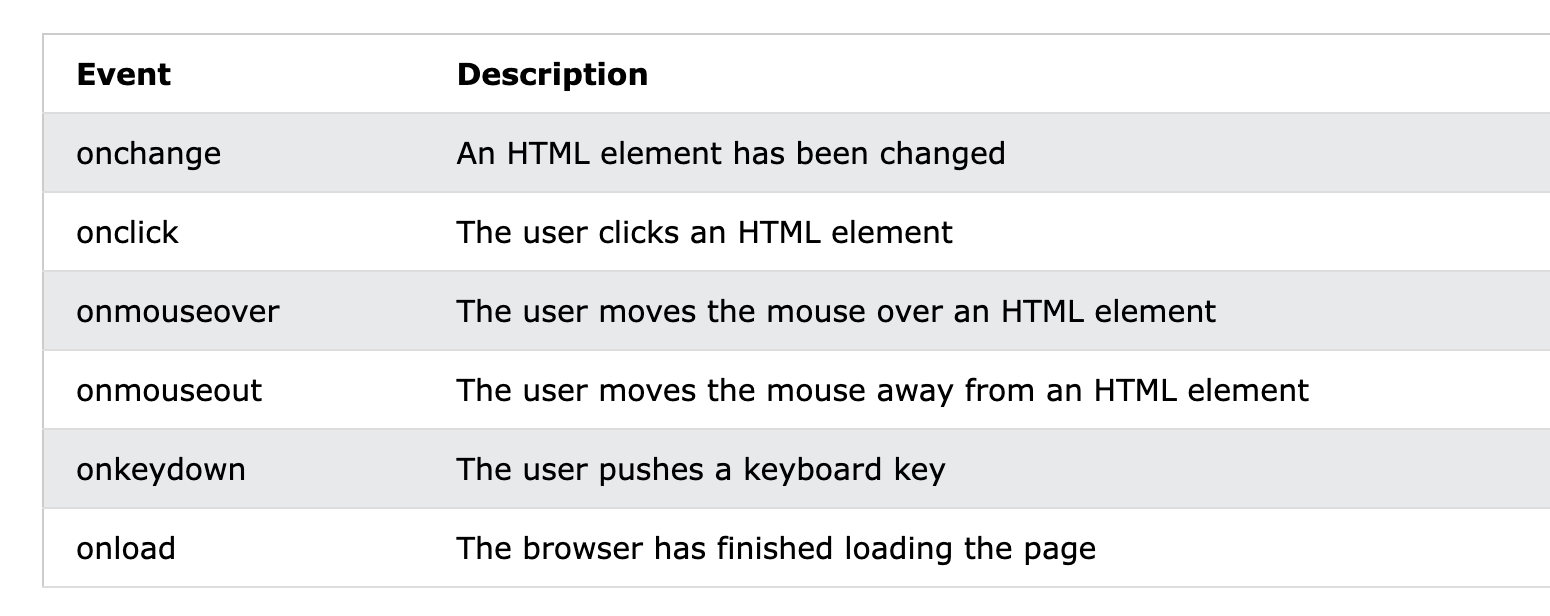 Event Description
onchange An HTML element has been changed
onclick The user clicks an HTML element
onmouseover The user moves the mouse over an HTML element
onmouseout The user moves the mouse away from an HTML element
onkeydown The user pushes a keyboard key
onload The browser has finished loading the page